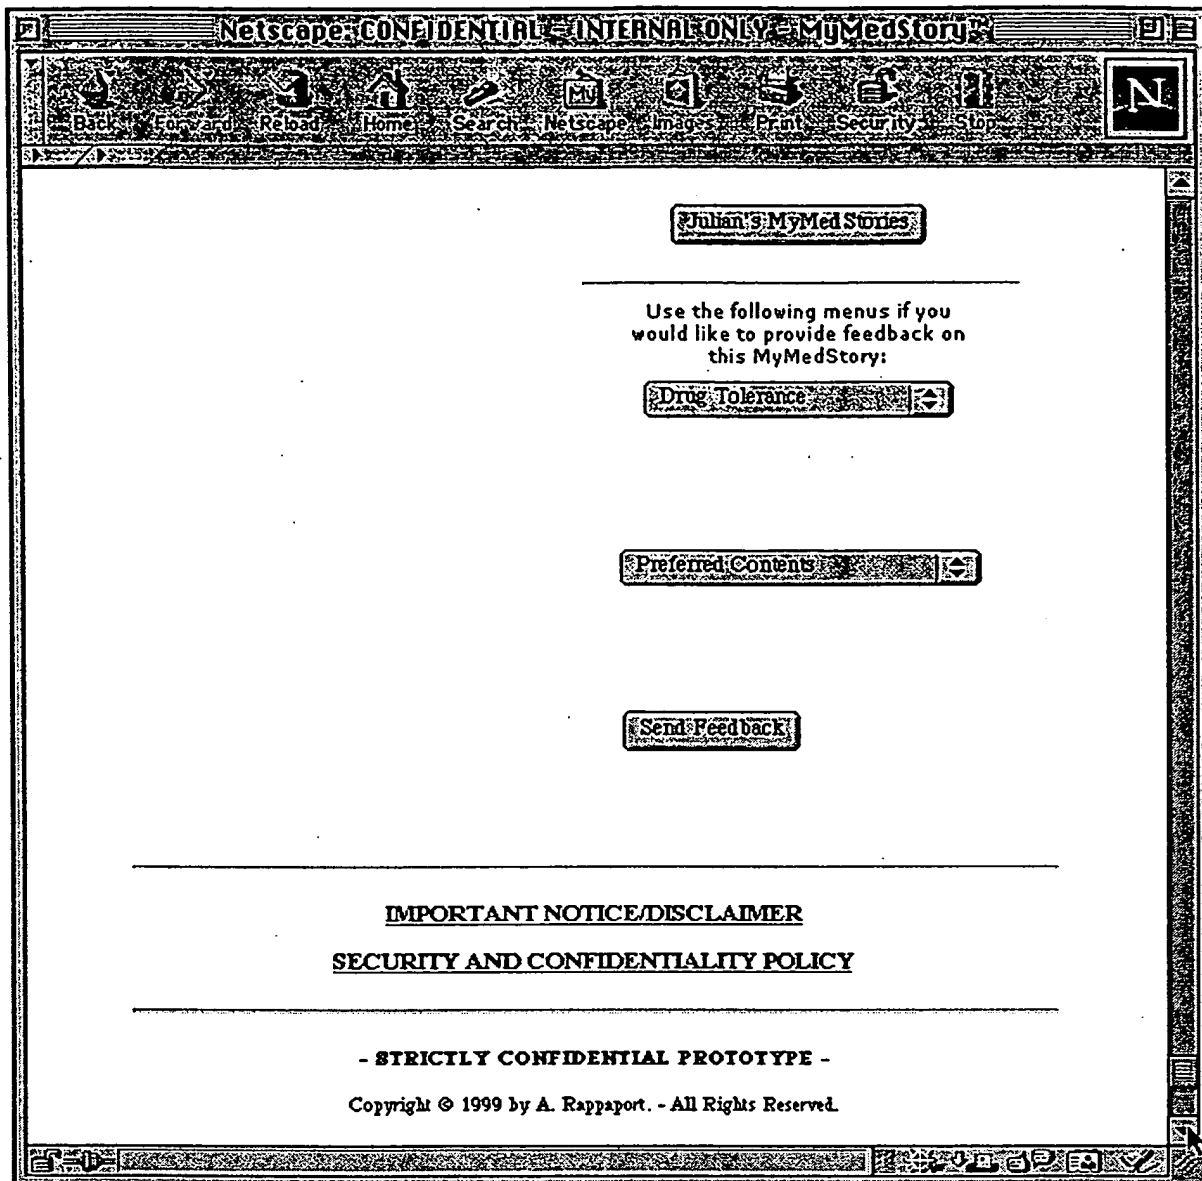 Netscape: CONFIDENTIAL - INTERNAL ONLY - MyMedStory™
Back Forward Reload Home Search Netscape Images Print Security Stop
Julian's MyMed Stories
Use the following menus if you
would like to provide feedback on
this MyMedStory:
Drug Tolerance
Preferred Contents
Send Feedback
IMPORTANT NOTICE/DISCLAIMER
SECURITY AND CONFIDENTIALITY POLICY
- STRICTLY CONFIDENTIAL PROTOTYPE -
Copyright © 1999 by A. Rappaport. - All Rights Reserved.